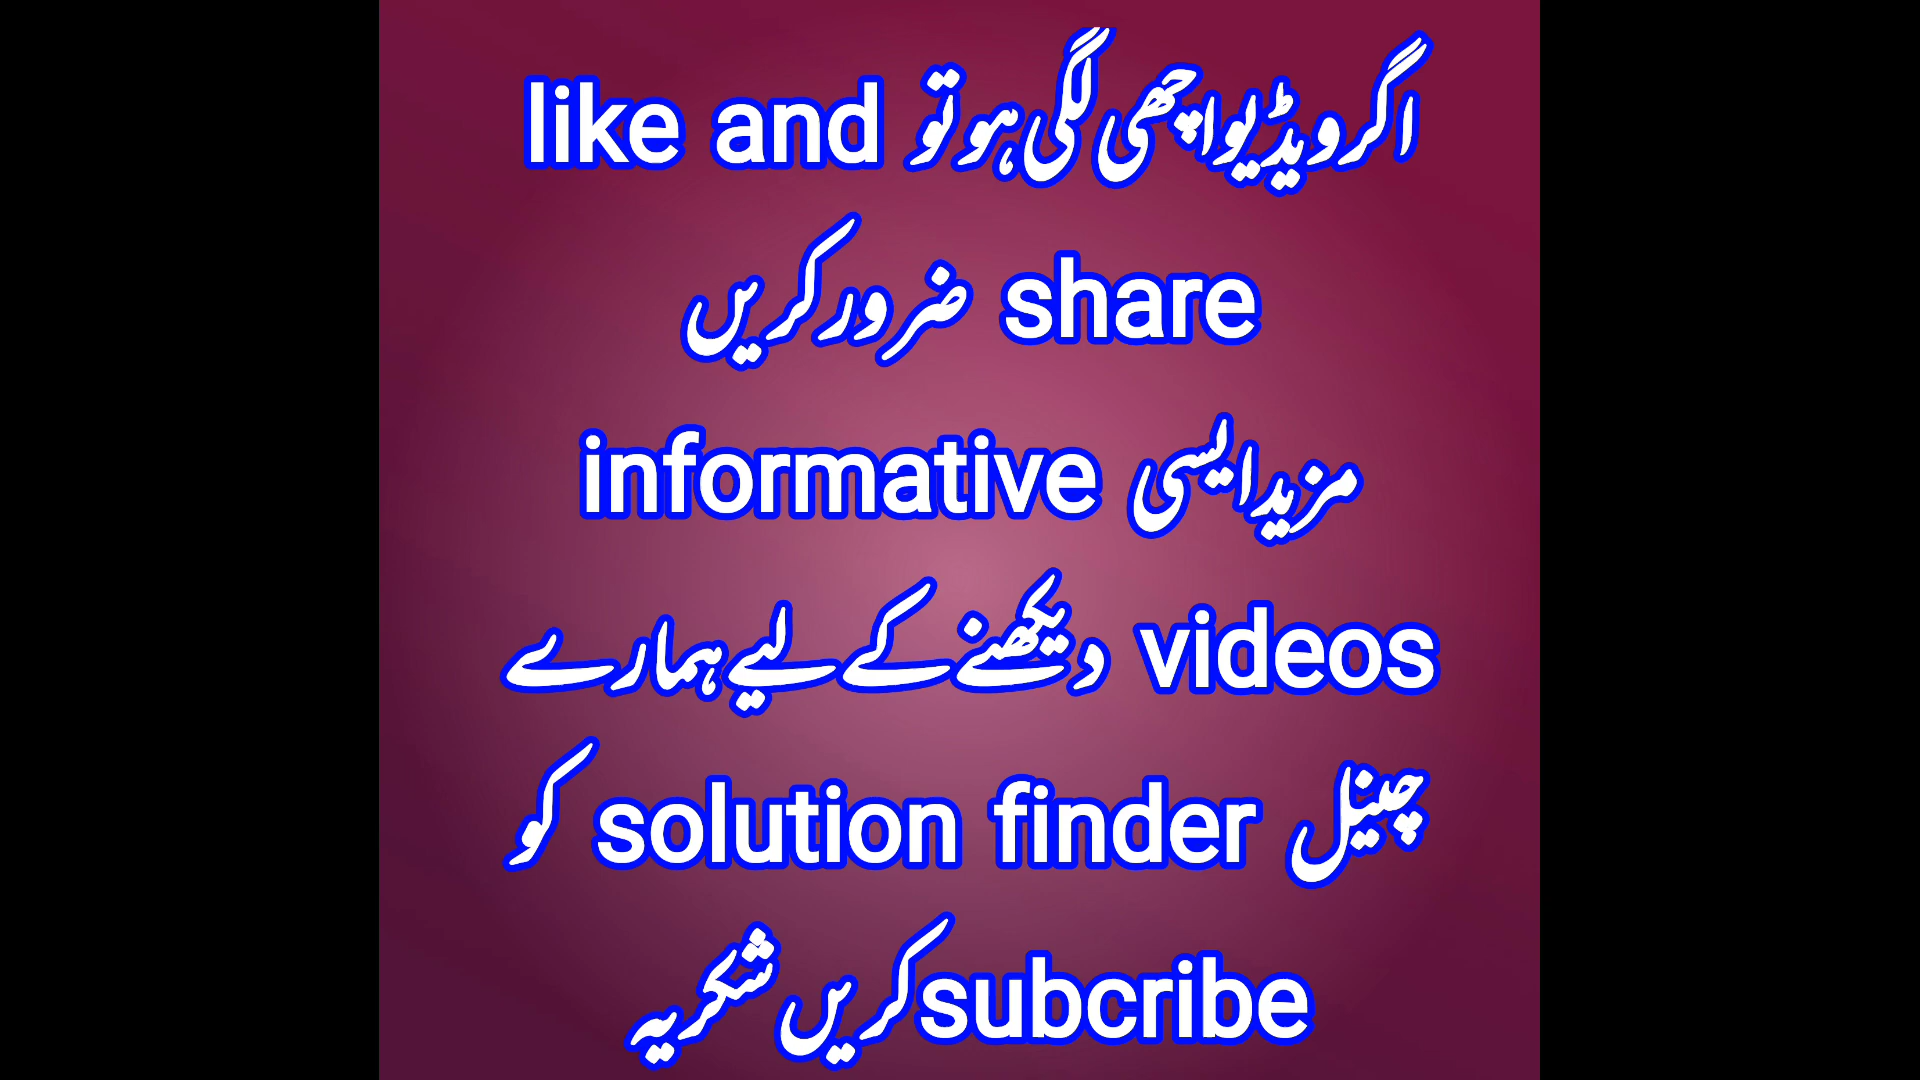 اگر ویڈیو اچھی لگی ہو تو like and
share ضرور کریں
مزید ایسی informative
videos دیکھنے کے لیے ہمارے
چینل solution finder کو
subcribe کریں شکریہ